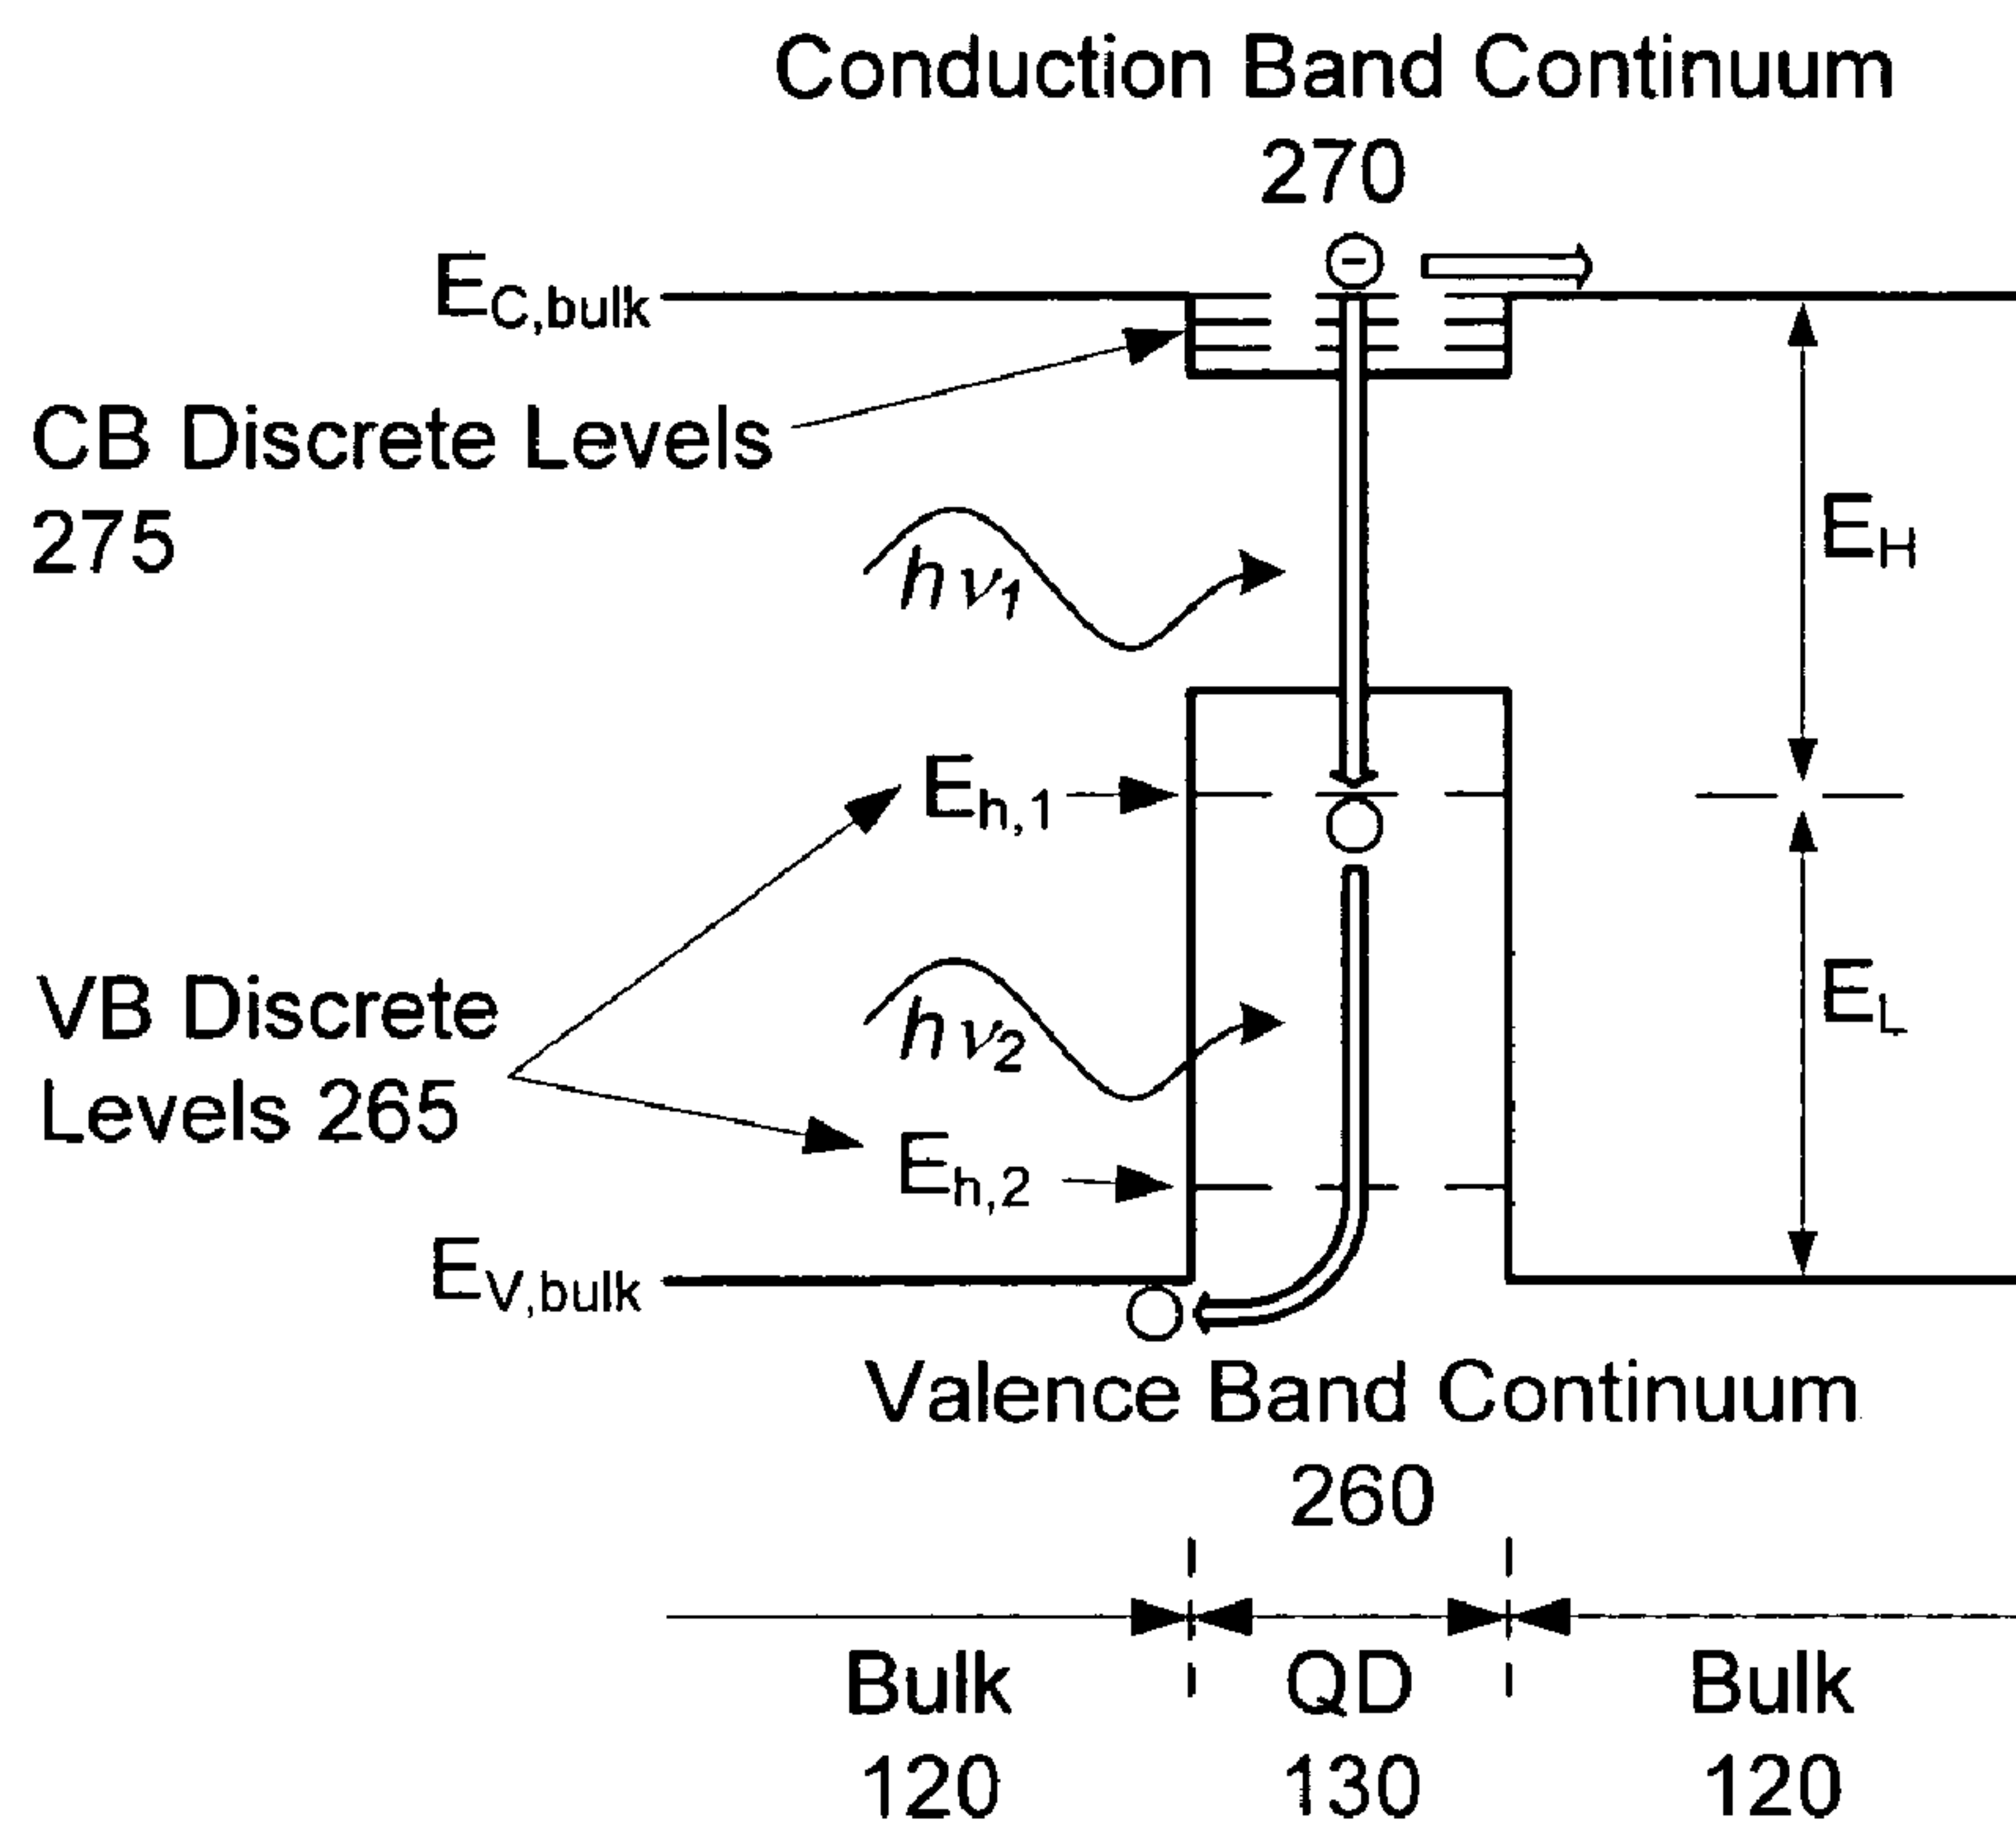 Conduction Band Continuum
270
E_C,bulk
CB Discrete Levels
275
hν1
E_H
E_h,1
VB Discrete
Levels 265
hν2
E_L
E_h,2
E_V,bulk
Valence Band Continuum
260
Bulk QD Bulk
120 130 120